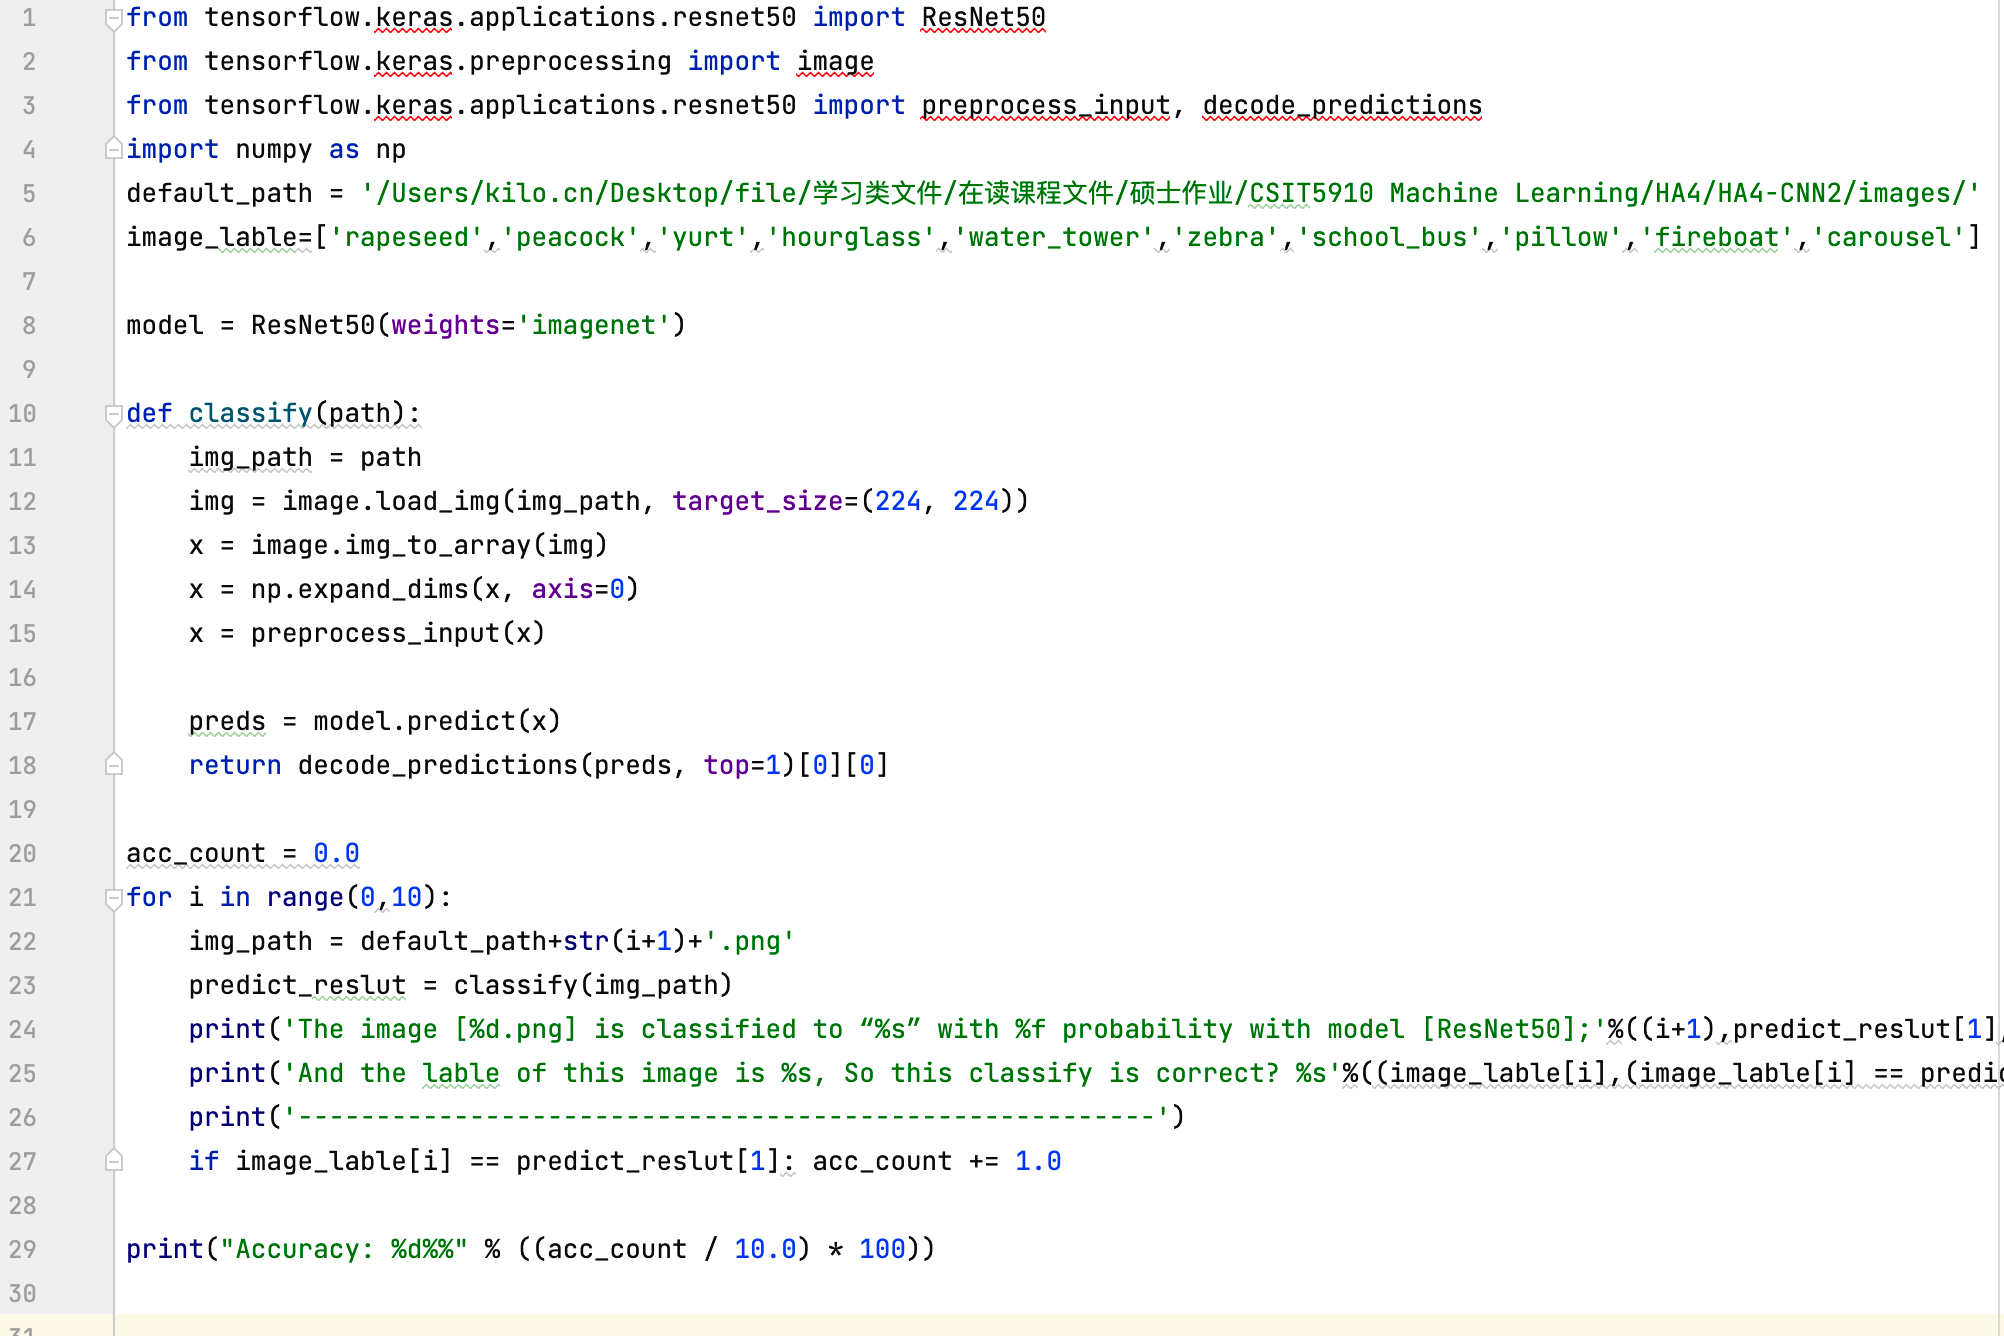 1 from tensorflow.keras.applications.resnet50 import ResNet50
2 from tensorflow.keras.preprocessing import image
3 from tensorflow.keras.applications.resnet50 import preprocess_input, decode_predictions
4 import numpy as np
5 default_path = '/Users/kilo.cn/Desktop/file/学习类文件/在读课程文件/硕士作业/CSIT5910 Machine Learning/HA4/HA4-CNN2/images/'
6 image_lable=['rapeseed','peacock','yurt','hourglass','water_tower','zebra','school_bus','pillow','fireboat','carousel']
7
8 model = ResNet50(weights='imagenet')
9
10 def classify(path):
11     img_path = path
12     img = image.load_img(img_path, target_size=(224, 224))
13     x = image.img_to_array(img)
14     x = np.expand_dims(x, axis=0)
15     x = preprocess_input(x)
16
17     preds = model.predict(x)
18     return decode_predictions(preds, top=1)[0][0]
19
20 acc_count = 0.0
21 for i in range(0,10):
22     img_path = default_path+str(i+1)+'.png'
23     predict_reslut = classify(img_path)
24     print('The image [%d.png] is classified to “%s” with %f probability with model [ResNet50];'%((i+1),predict_reslut[1],
25     print('And the lable of this image is %s, So this classify is correct? %s'%((image_lable[i],(image_lable[i] == predic
26     print('-------------------------------------------------------')
27     if image_lable[i] == predict_reslut[1]: acc_count += 1.0
28
29 print("Accuracy: %d%%" % ((acc_count / 10.0) * 100))
30
31